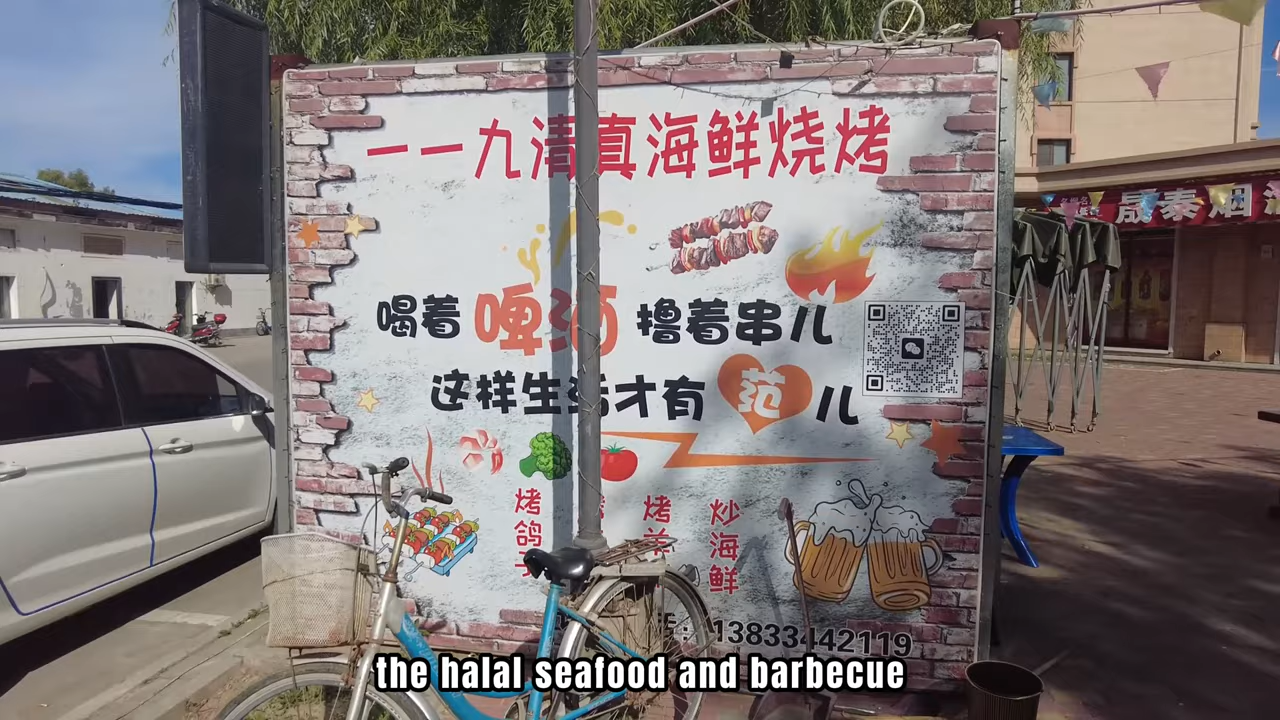 一一九清真海鲜烧烤
喝着啤酒撸着串儿
这样生活才有范儿
烤鸽子
烤羊
炒海鲜
13833442119
晟泰烟酒
the halal seafood and barbecue